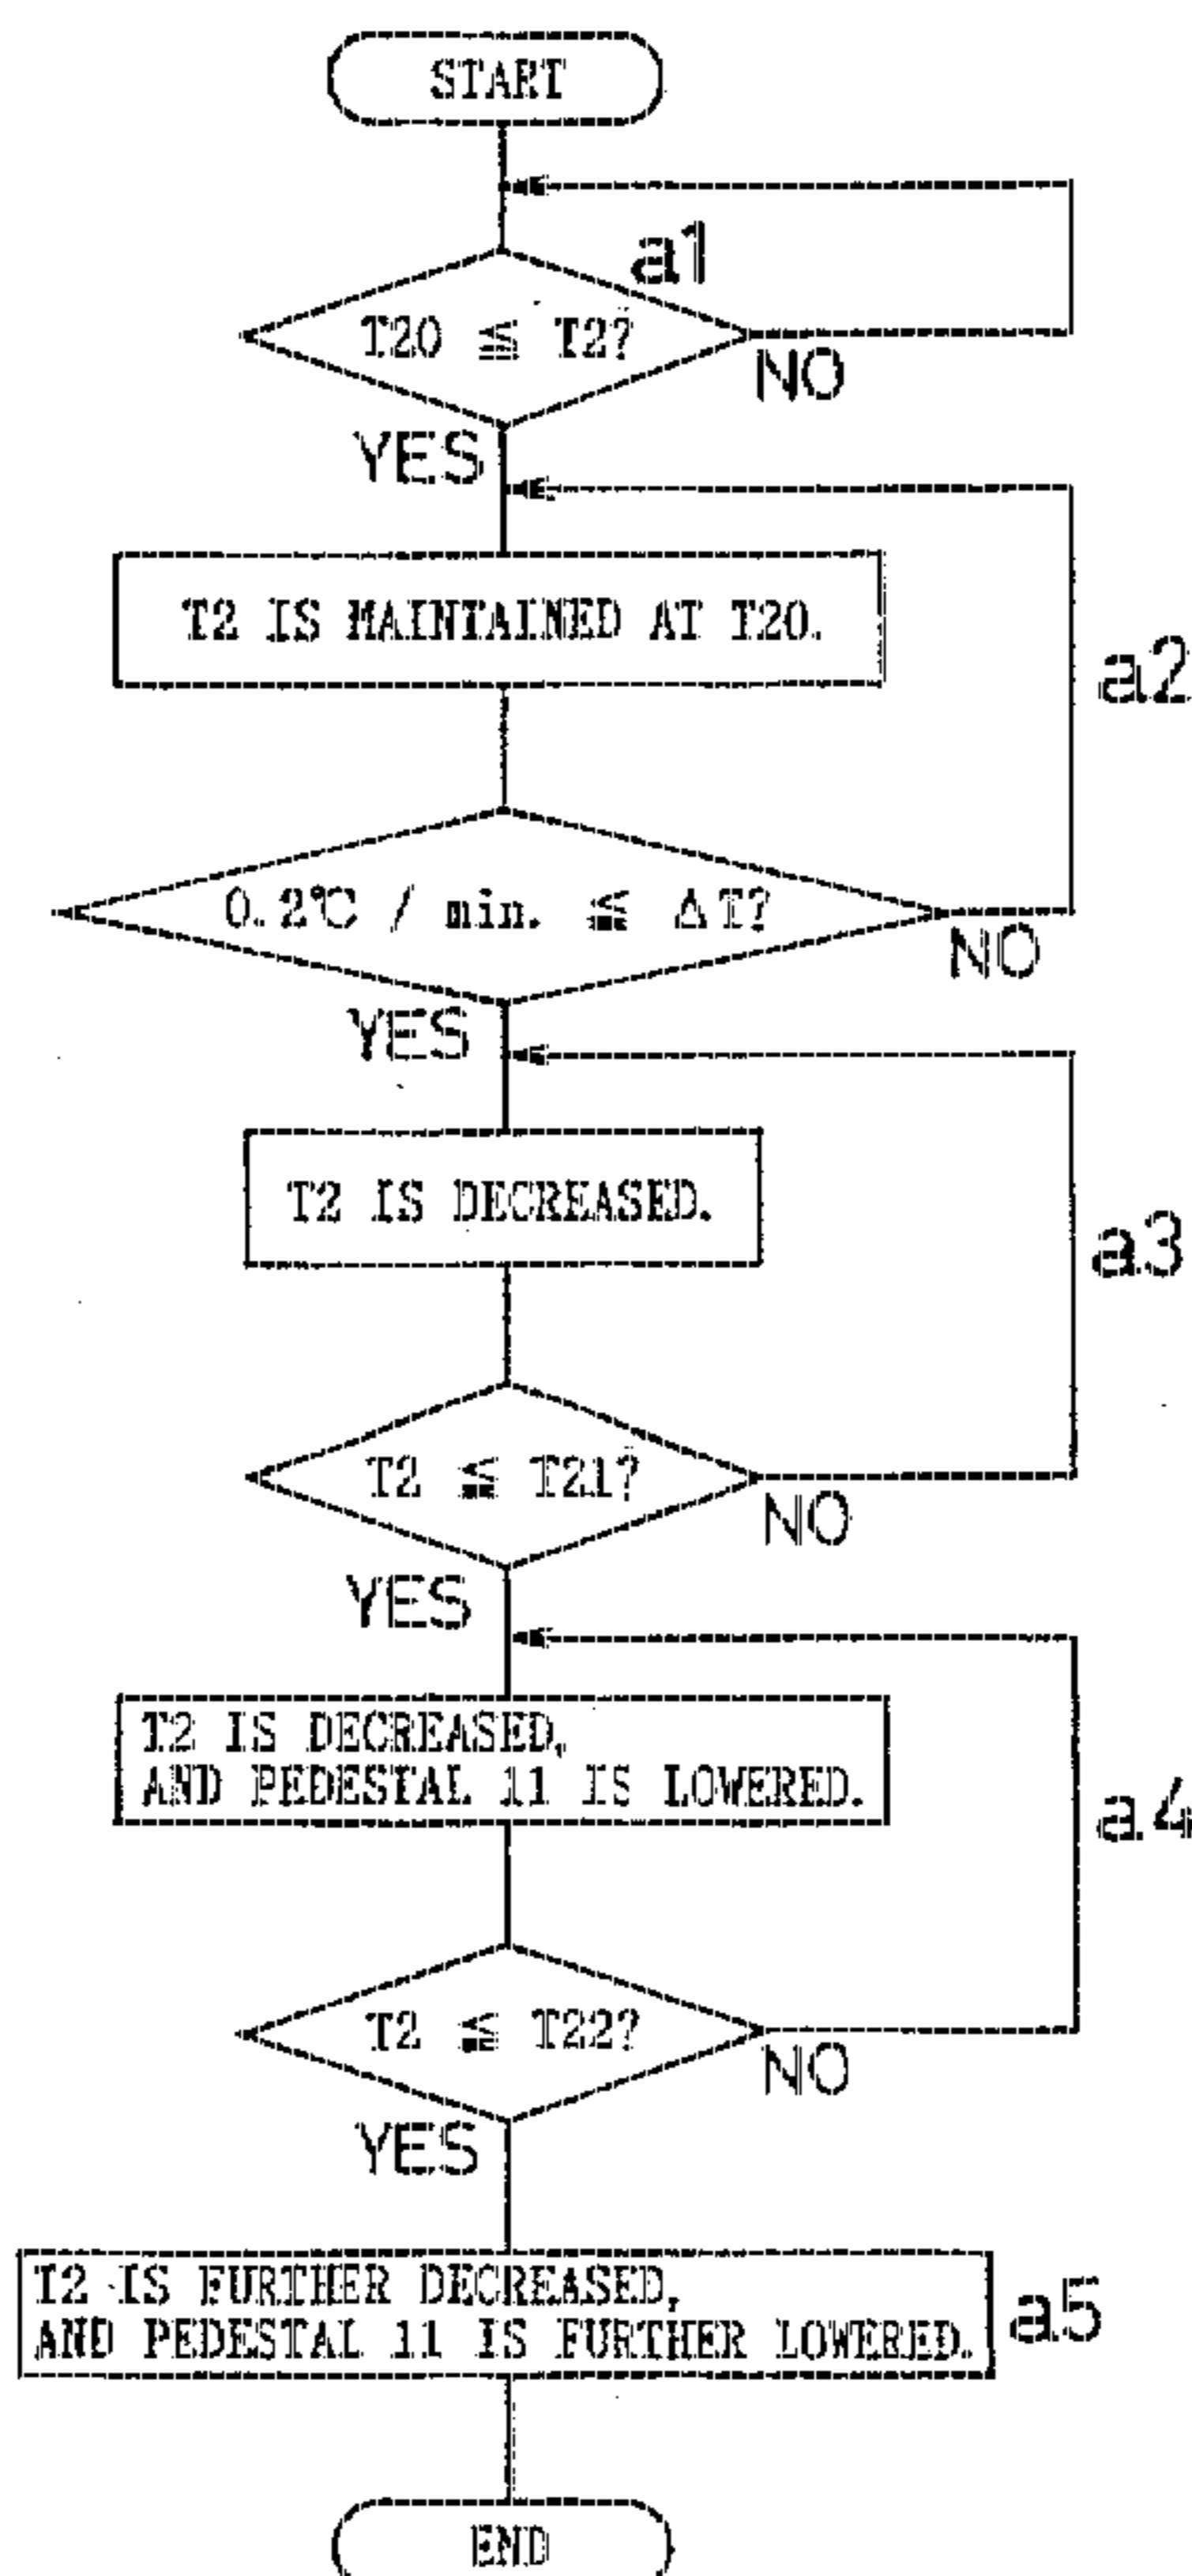 START
a1
T20 ≦ T2?
NO
YES
T2 IS MAINTAINED AT T20.
a2
0.2℃ / min. ≦ ΔT?
NO
YES
T2 IS DECREASED.
a3
T2 ≦ T21?
NO
YES
T2 IS DECREASED,
AND PEDESTAL 11 IS LOWERED.
a4
T2 ≦ T22?
NO
YES
T2 IS FURTHER DECREASED,
AND PEDESTAL 11 IS FURTHER LOWERED.
a5
END